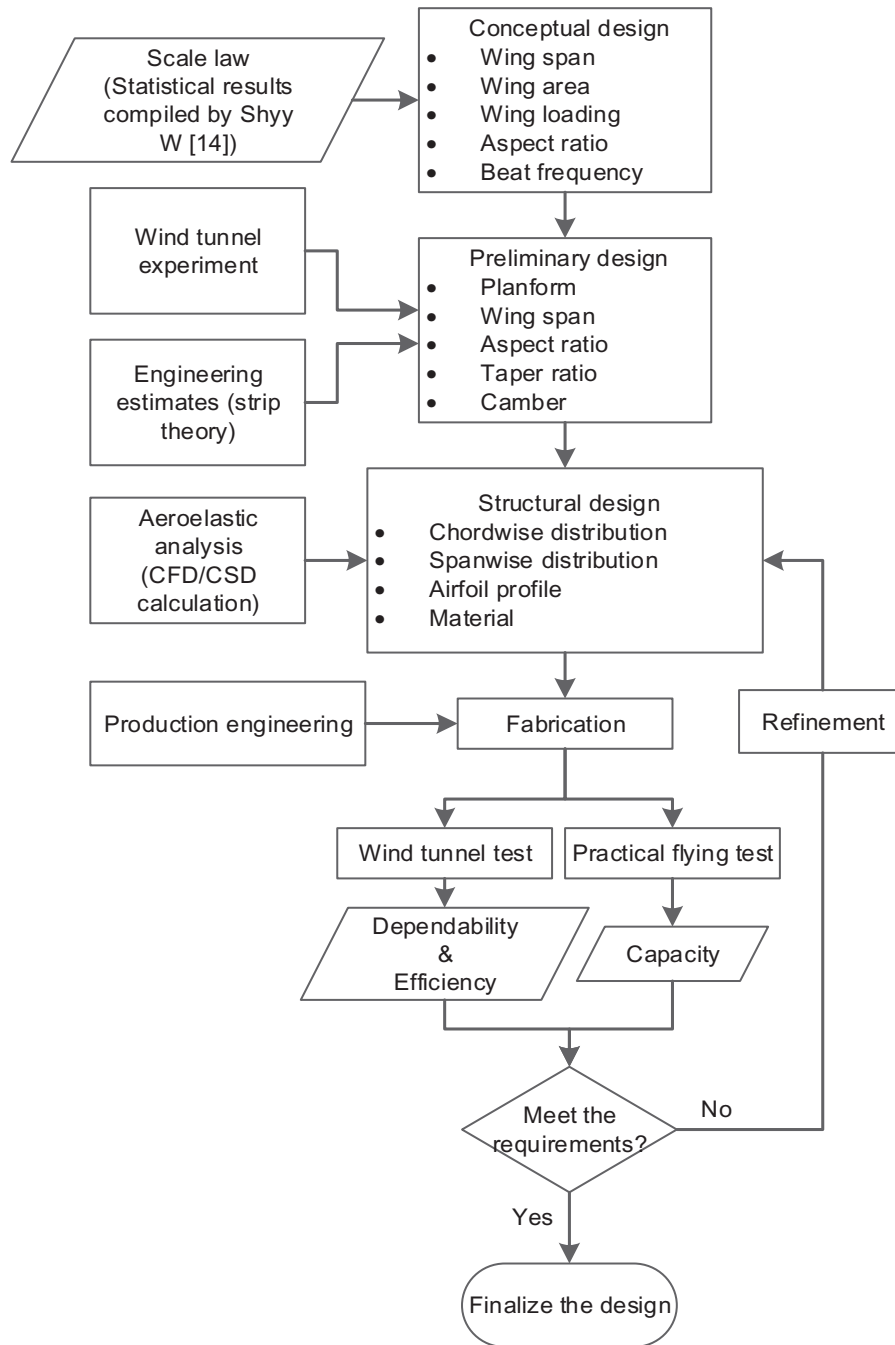 Conceptual design
• Wing span
• Wing area
• Wing loading
• Aspect ratio
• Beat frequency
Scale law
(Statistical results
compiled by Shyy
W [14])
Wind tunnel
experiment
Preliminary design
• Planform
• Wing span
• Aspect ratio
• Taper ratio
• Camber
Engineering
estimates (strip
theory)
Structural design
• Chordwise distribution
• Spanwise distribution
• Airfoil profile
• Material
Aeroelastic
analysis
(CFD/CSD
calculation)
Production engineering
Fabrication
Refinement
Wind tunnel test
Practical flying test
Dependability
&
Efficiency
Capacity
Meet the
requirements?
No
Yes
Finalize the design